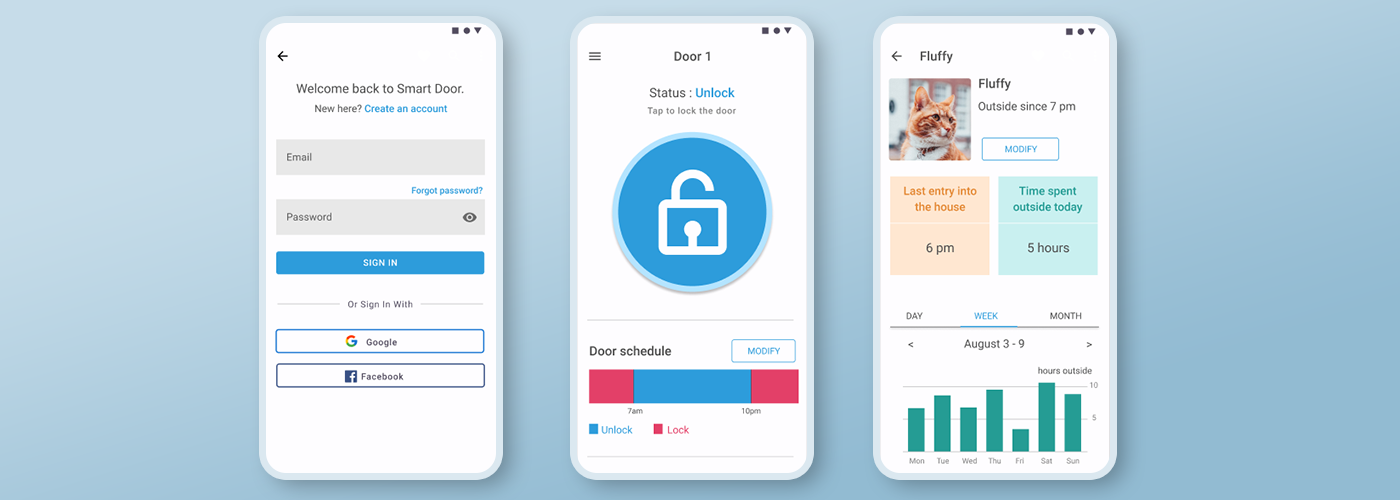 Welcome back to Smart Door.
New here? Create an account
Email
Forgot password?
Password
SIGN IN
Or Sign In With
Google
Facebook
Door 1
Status : Unlock
Tap to lock the door
Door schedule
MODIFY
7am
10pm
Unlock
Lock
Fluffy
Fluffy
Outside since 7 pm
MODIFY
Last entry into
the house
6 pm
Time spent
outside today
5 hours
DAY WEEK MONTH
< August 3 - 9 >
hours outside
10
5
Mon Tue Wed Thu Fri Sat Sun